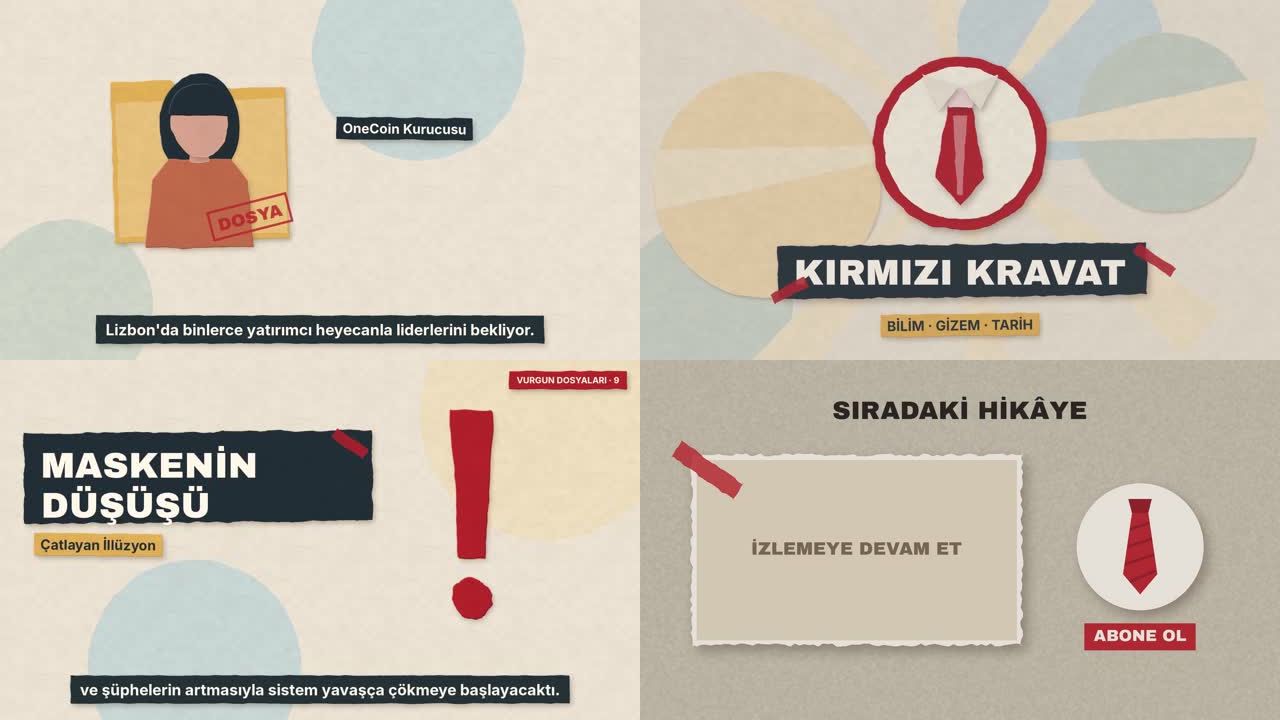 OneCoin Kurucusu
DOSYA
Lizbon'da binlerce yatırımcı heyecanla liderlerini bekliyor.
KIRMIZI KRAVAT
BİLİM · GİZEM · TARİH
VURGUN DOSYALARI · 9
MASKENİN
DÜŞÜŞÜ
Çatlayan İllüzyon
ve şüphelerin artmasıyla sistem yavaşça çökmeye başlayacaktı.
SIRADAKİ HİKÂYE
İZLEMEYE DEVAM ET
ABONE OL